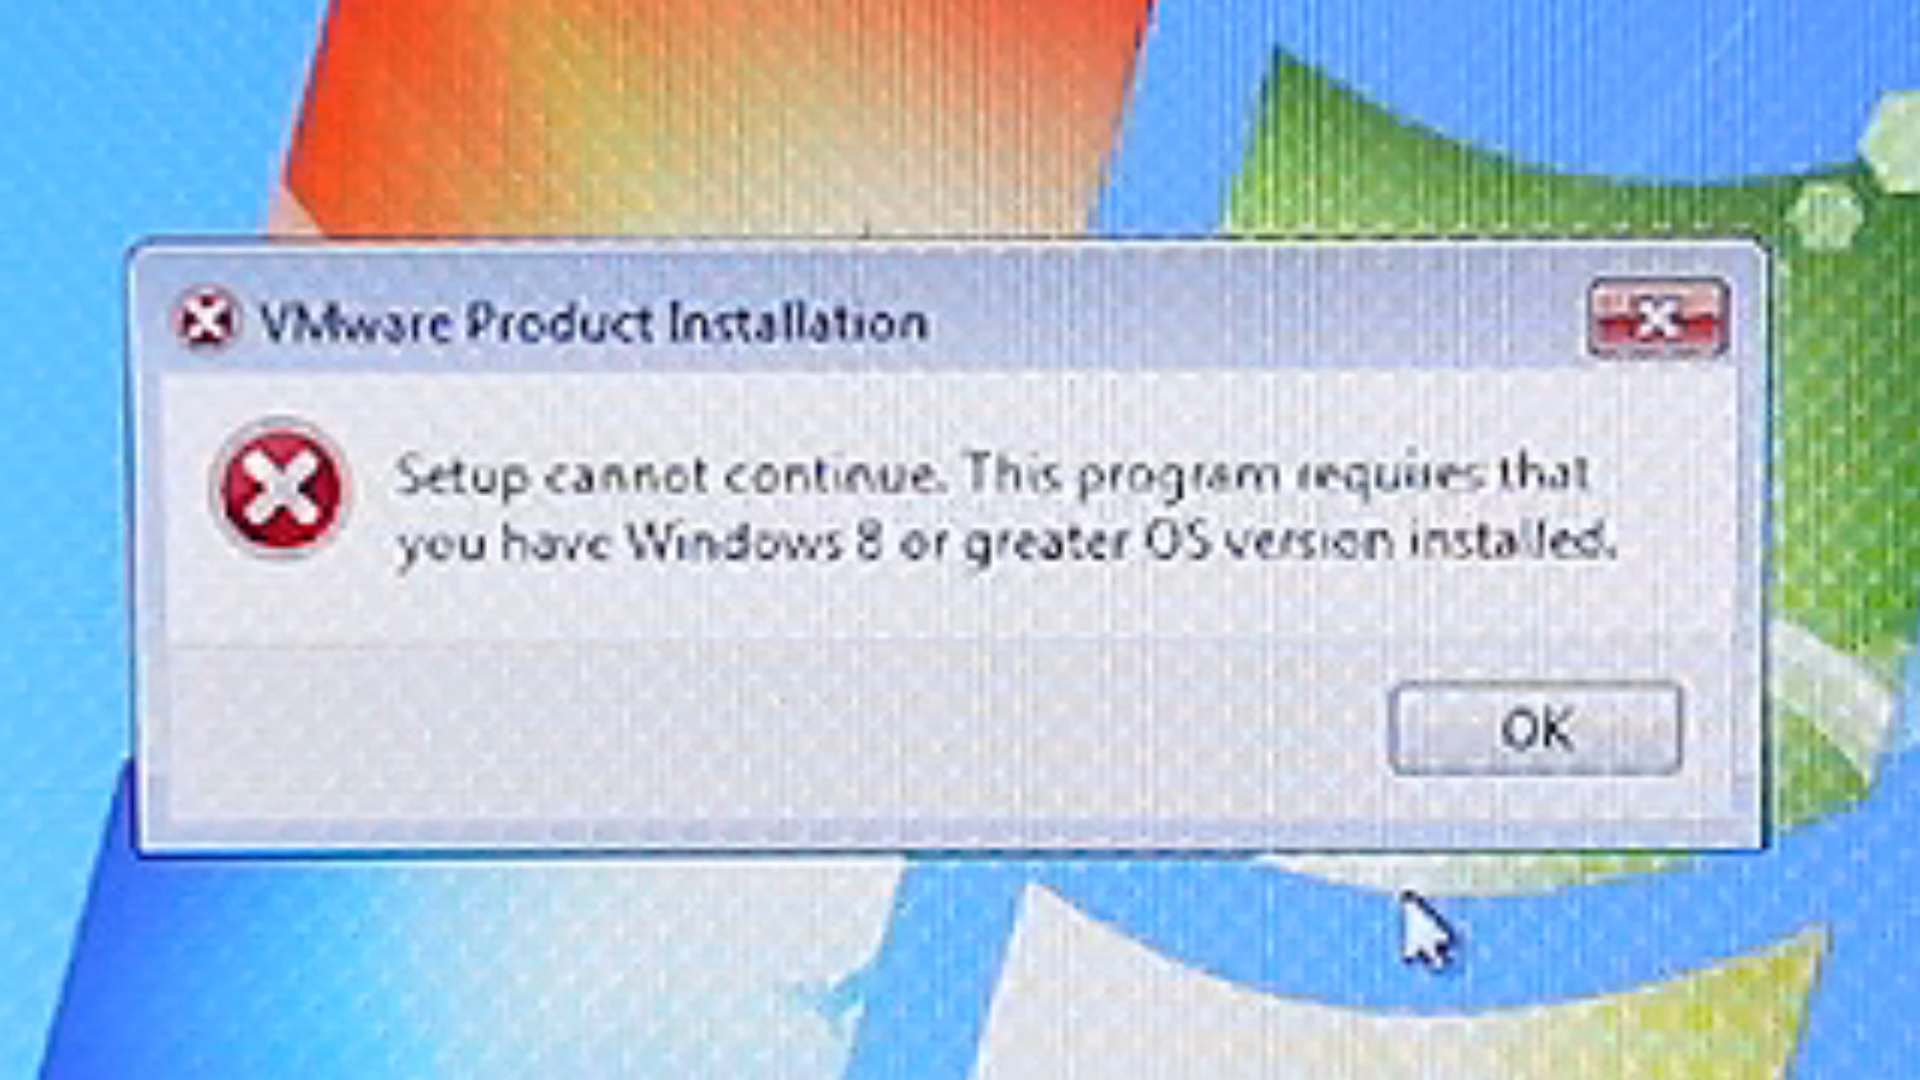 VMware Product Installation
Setup cannot continue. This program requires that
you have Windows 8 or greater OS version installed.
OK